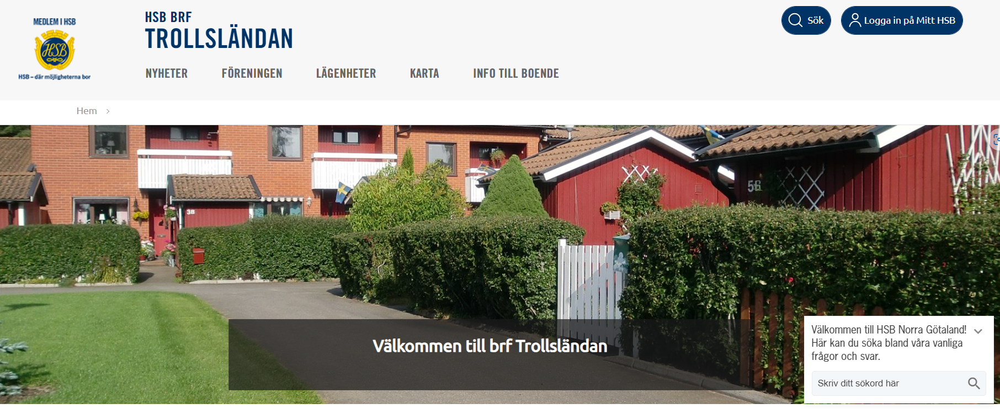 MEDLEM I HSB
HSB
HSB – där möjligheterna bor
HSB BRF
TROLLSLÄNDAN
Sök
Logga in på Mitt HSB
NYHETER
FÖRENINGEN
LÄGENHETER
KARTA
INFO TILL BOENDE
Hem
3B
Välkommen till brf Trollsländan
Välkommen till HSB Norra Götaland!
Här kan du söka bland våra vanliga
frågor och svar.
Skriv ditt sökord här